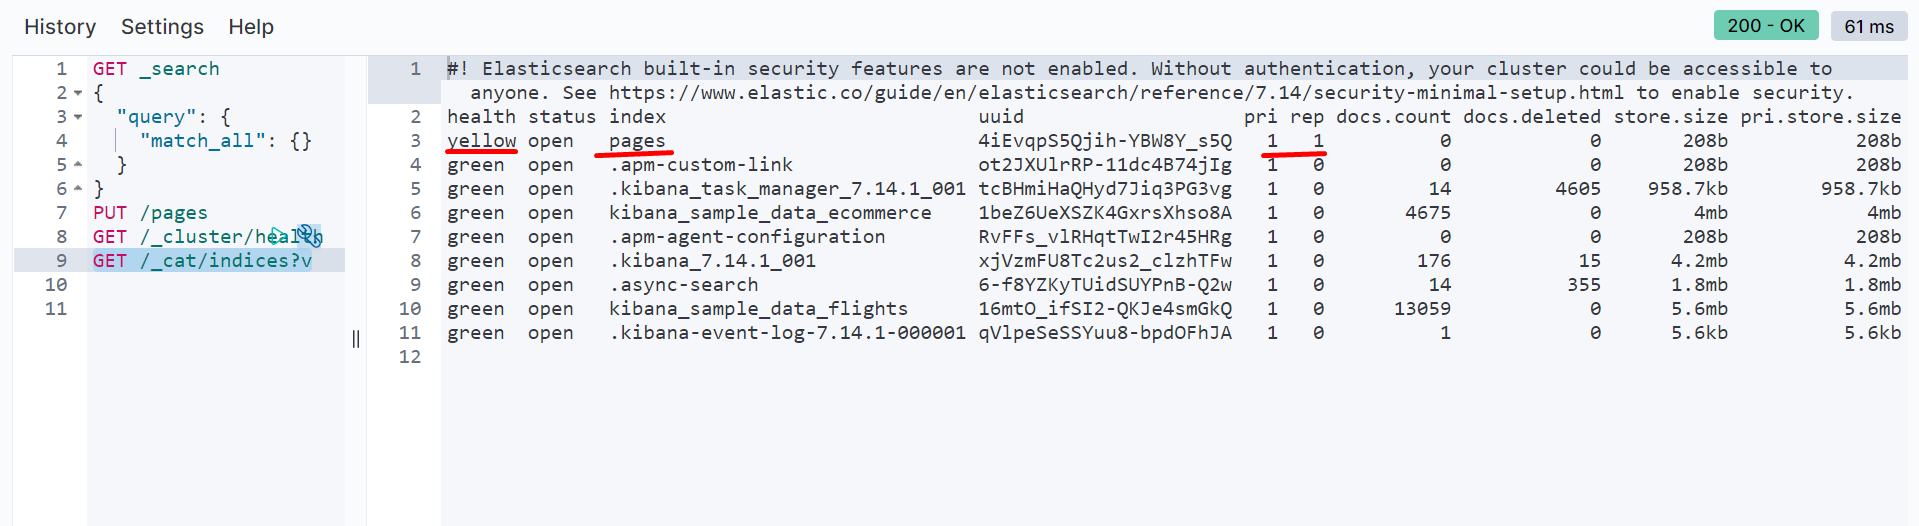 History Settings Help 200 - OK 61 ms
1 GET _search
2 {
3 "query": {
4 "match_all": {}
5 }
6 }
7 PUT /pages
8 GET /_cluster/health
9 GET /_cat/indices?v
10
11
1 #! Elasticsearch built-in security features are not enabled. Without authentication, your cluster could be accessible to
anyone. See https://www.elastic.co/guide/en/elasticsearch/reference/7.14/security-minimal-setup.html to enable security.
2 health status index uuid pri rep docs.count docs.deleted store.size pri.store.size
3 yellow open pages 4iEvqpS5Qjih-YBW8Y_s5Q 1 1 0 0 208b 208b
4 green open .apm-custom-link ot2JXUlrRP-11dc4B74jIg 1 0 0 0 208b 208b
5 green open .kibana_task_manager_7.14.1_001 tcBHmiHaQHyd7Jiq3PG3vg 1 0 14 4605 958.7kb 958.7kb
6 green open kibana_sample_data_ecommerce 1beZ6UeXSZK4GxrsXhso8A 1 0 4675 0 4mb 4mb
7 green open .apm-agent-configuration RvFFs_vlRHqtTwI2r45HRg 1 0 0 0 208b 208b
8 green open .kibana_7.14.1_001 xjVzmFU8Tc2us2_clzhTFw 1 0 176 15 4.2mb 4.2mb
9 green open .async-search 6-f8YZKyTUidSUYPnB-Q2w 1 0 14 355 1.8mb 1.8mb
10 green open kibana_sample_data_flights 16mtO_ifSI2-QKJe4smGkQ 1 0 13059 0 5.6mb 5.6mb
11 green open .kibana-event-log-7.14.1-000001 qVlpeSeSSYuu8-bpdOFhJA 1 0 1 0 5.6kb 5.6kb
12